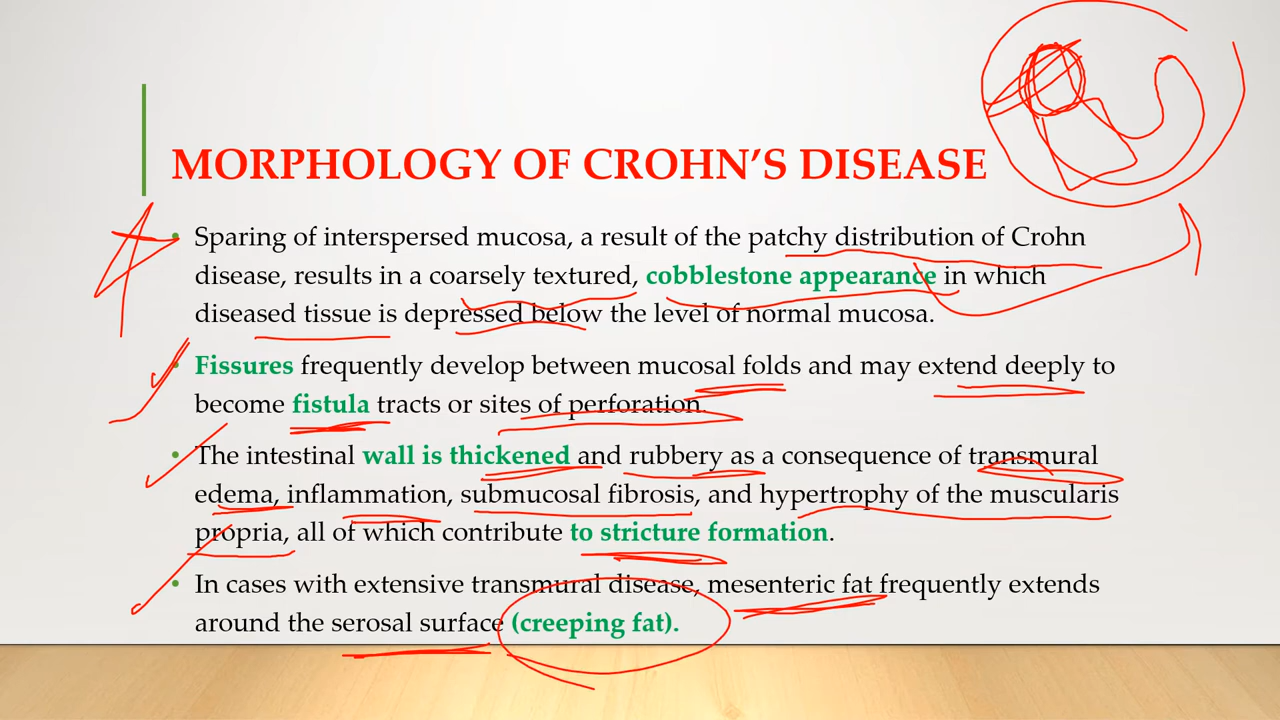 MORPHOLOGY OF CROHN’S DISEASE
• Sparing of interspersed mucosa, a result of the patchy distribution of Crohn
disease, results in a coarsely textured, cobblestone appearance in which
diseased tissue is depressed below the level of normal mucosa.
• Fissures frequently develop between mucosal folds and may extend deeply to
become fistula tracts or sites of perforation.
• The intestinal wall is thickened and rubbery as a consequence of transmural
edema, inflammation, submucosal fibrosis, and hypertrophy of the muscularis
propria, all of which contribute to stricture formation.
• In cases with extensive transmural disease, mesenteric fat frequently extends
around the serosal surface (creeping fat).